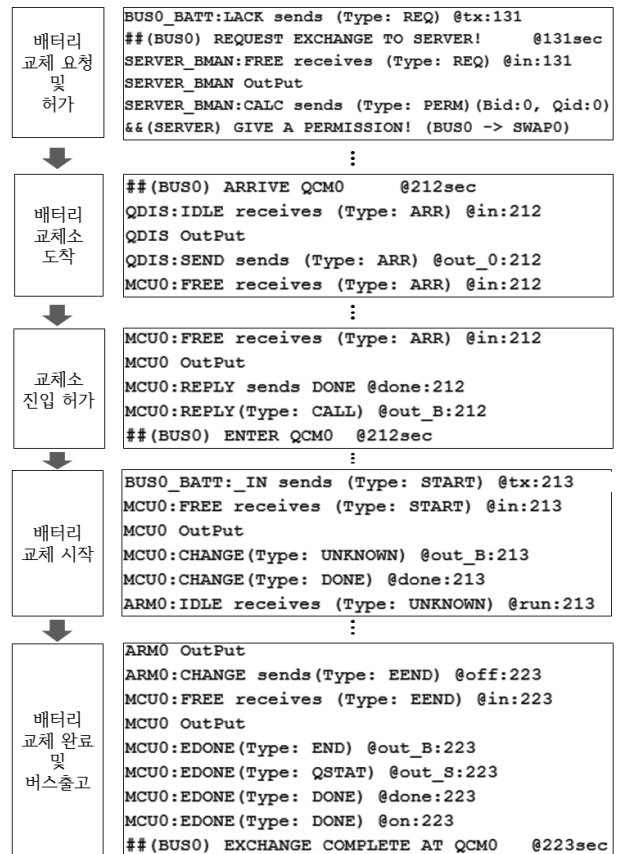 배터리
교체 요청
및
허가
BUS0_BATT:LACK sends (Type: REQ) @tx:131
##(BUS0) REQUEST EXCHANGE TO SERVER! @131sec
SERVER_BMAN:FREE receives (Type: REQ) @in:131
SERVER_BMAN OutPut
SERVER_BMAN:CALC sends (Type: PERM)(Bid:0, Qid:0)
&&(SERVER) GIVE A PERMISSION! (BUS0 -> SWAP0)
배터리
교체소
도착
##(BUS0) ARRIVE QCM0 @212sec
QDIS:IDLE receives (Type: ARR) @in:212
QDIS OutPut
QDIS:SEND sends (Type: ARR) @out_0:212
MCU0:FREE receives (Type: ARR) @in:212
교체소
진입 허가
MCU0:FREE receives (Type: ARR) @in:212
MCU0 OutPut
MCU0:REPLY sends DONE @done:212
MCU0:REPLY(Type: CALL) @out_B:212
##(BUS0) ENTER QCM0 @212sec
배터리
교체 시작
BUS0_BATT:_IN sends (Type: START) @tx:213
MCU0:FREE receives (Type: START) @in:213
MCU0 OutPut
MCU0:CHANGE(Type: UNKNOWN) @out_B:213
MCU0:CHANGE(Type: DONE) @done:213
ARM0:IDLE receives (Type: UNKNOWN) @run:213
배터리
교체 완료
및
버스출고
ARM0 OutPut
ARM0:CHANGE sends(Type: EEND) @off:223
MCU0:FREE receives (Type: EEND) @in:223
MCU0 OutPut
MCU0:EDONE(Type: END) @out_B:223
MCU0:EDONE(Type: QSTAT) @out_S:223
MCU0:EDONE(Type: DONE) @done:223
MCU0:EDONE(Type: DONE) @on:223
##(BUS0) EXCHANGE COMPLETE AT QCM0 @223sec